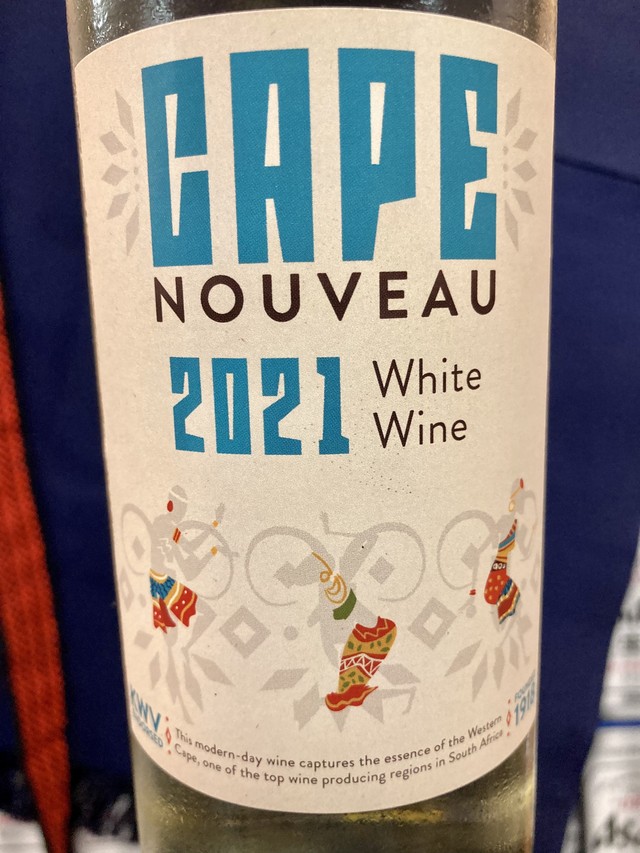 CAPE
NOUVEAU
2021
White
Wine
KWV
This modern-day wine captures the essence of the Western
Cape, one of the top wine producing regions in South Africa
1918